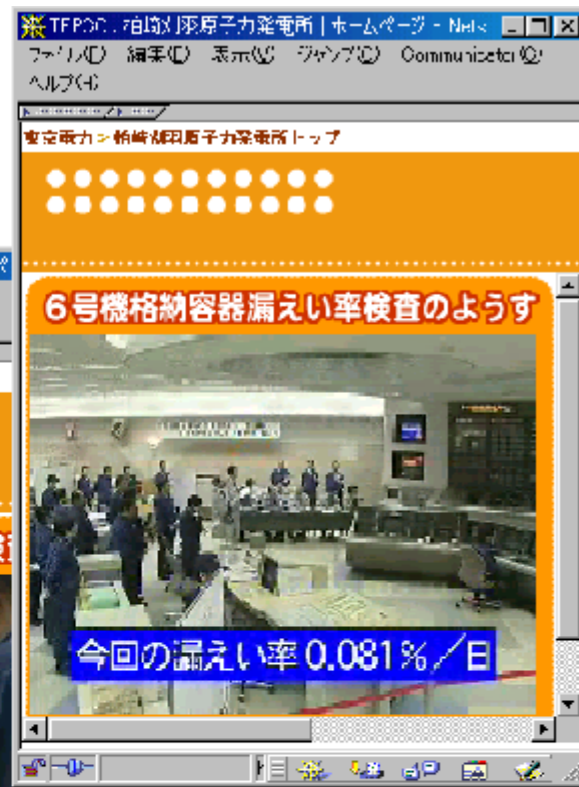 TEPCO : 柏崎刈羽原子力発電所 | ホームページ - Nets
ファイル(F) 編集(E) 表示(V) ジャンプ(G) Communicator(C)
ヘルプ(H)
東京電力 > 柏崎刈羽原子力発電所トップ
6号機格納容器漏えい率検査のようす
今回の漏えい率 0.081%/日